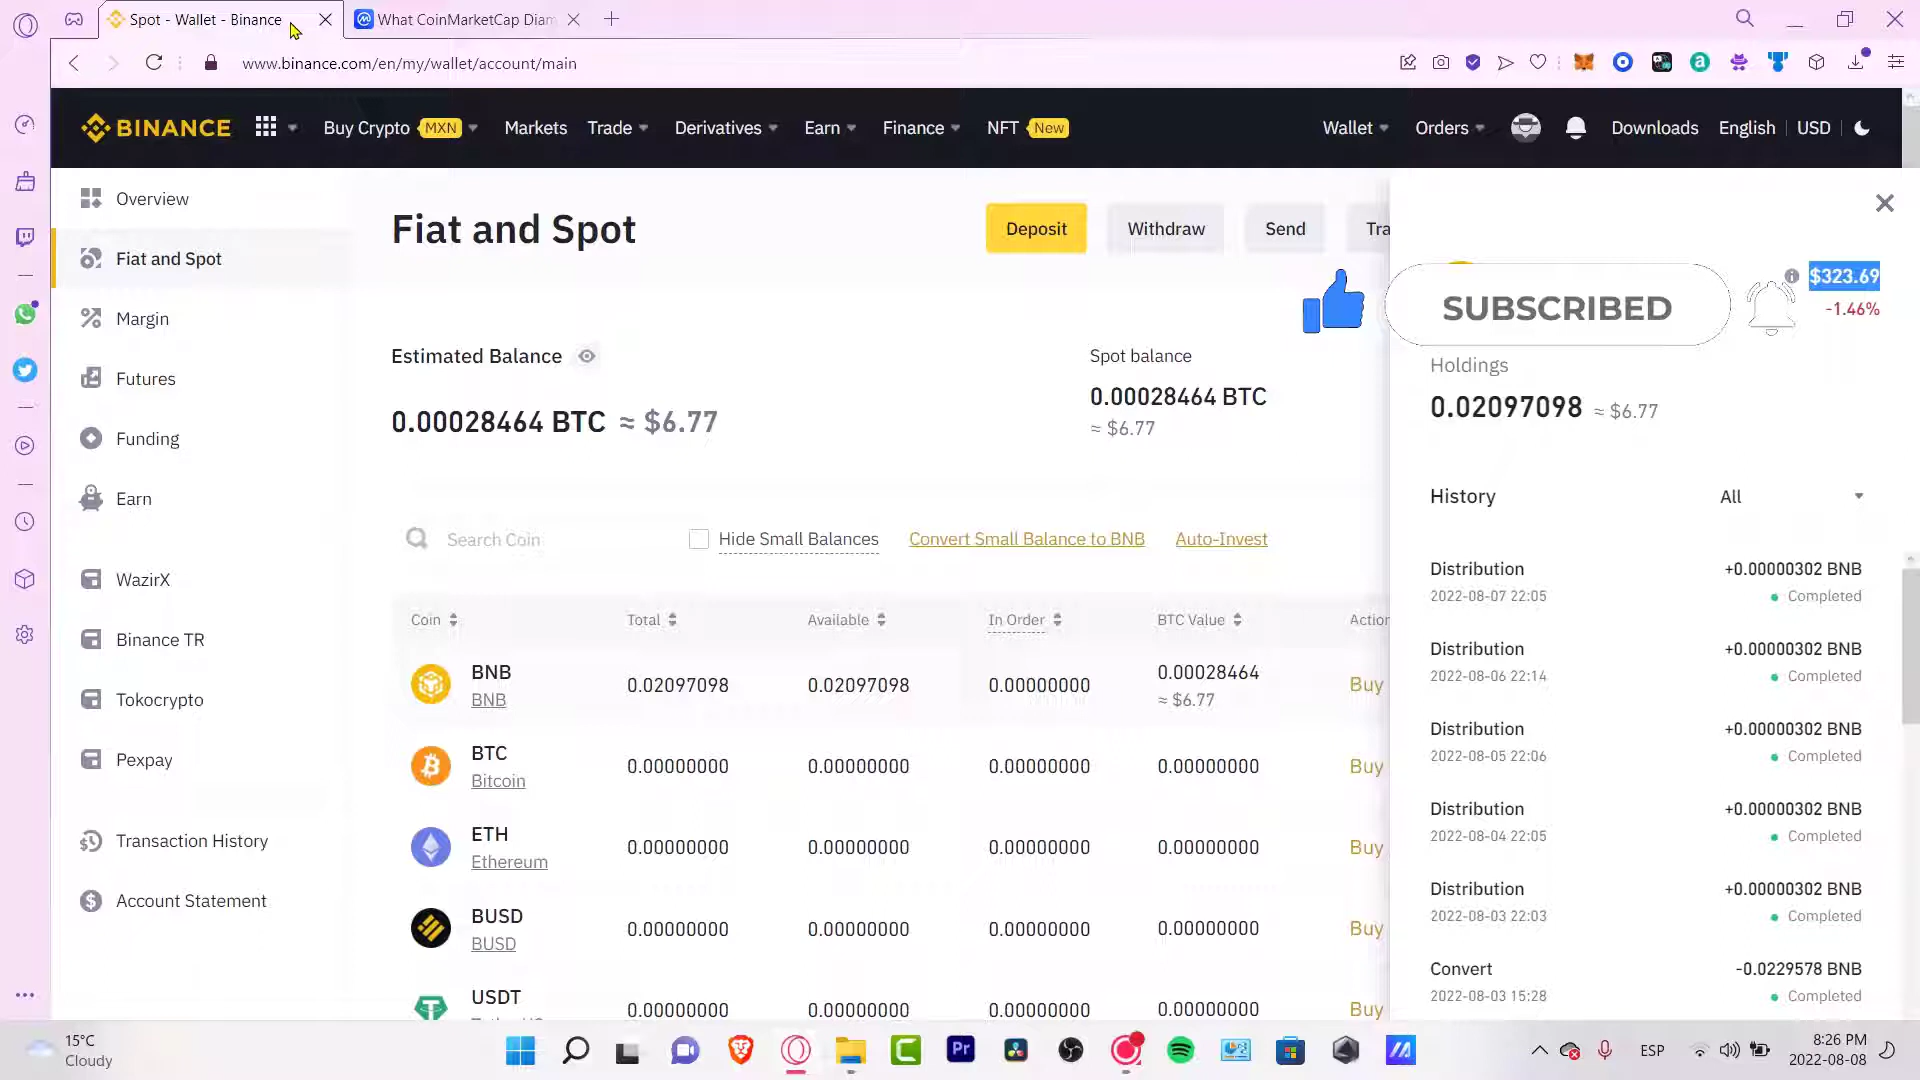 Spot - Wallet - Binance
What CoinMarketCap Diam
www.binance.com/en/my/wallet/account/main
BINANCE
Buy Crypto MXN
Markets
Trade
Derivatives
Earn
Finance
NFT New
Wallet
Orders
Downloads
English
USD
Overview
Fiat and Spot
Margin
Futures
Funding
Earn
WazirX
Binance TR
Tokocrypto
Pexpay
Transaction History
Account Statement
Fiat and Spot
Deposit
Withdraw
Send
Tra
Estimated Balance
0.00028464 BTC ≈ $6.77
Spot balance
0.00028464 BTC
≈ $6.77
Search Coin
Hide Small Balances
Convert Small Balance to BNB
Auto-Invest
Coin Total Available In Order BTC Value Action
BNB
BNB
0.02097098 0.02097098 0.00000000
0.00028464
≈ $6.77
Buy
BTC
Bitcoin
0.00000000 0.00000000 0.00000000 0.00000000 Buy
ETH
Ethereum
0.00000000 0.00000000 0.00000000 0.00000000 Buy
BUSD
BUSD
0.00000000 0.00000000 0.00000000 0.00000000 Buy
USDT
0.00000000 0.00000000 0.00000000 0.00000000 Buy
SUBSCRIBED
$323.69
-1.46%
Holdings
0.02097098 ≈ $6.77
History
All
Distribution +0.00000302 BNB
2022-08-07 22:05 Completed
Distribution +0.00000302 BNB
2022-08-06 22:14 Completed
Distribution +0.00000302 BNB
2022-08-05 22:06 Completed
Distribution +0.00000302 BNB
2022-08-04 22:05 Completed
Distribution +0.00000302 BNB
2022-08-03 22:03 Completed
Convert -0.0229578 BNB
2022-08-03 15:28 Completed
15°C
Cloudy
Pr
ESP
8:26 PM
2022-08-08